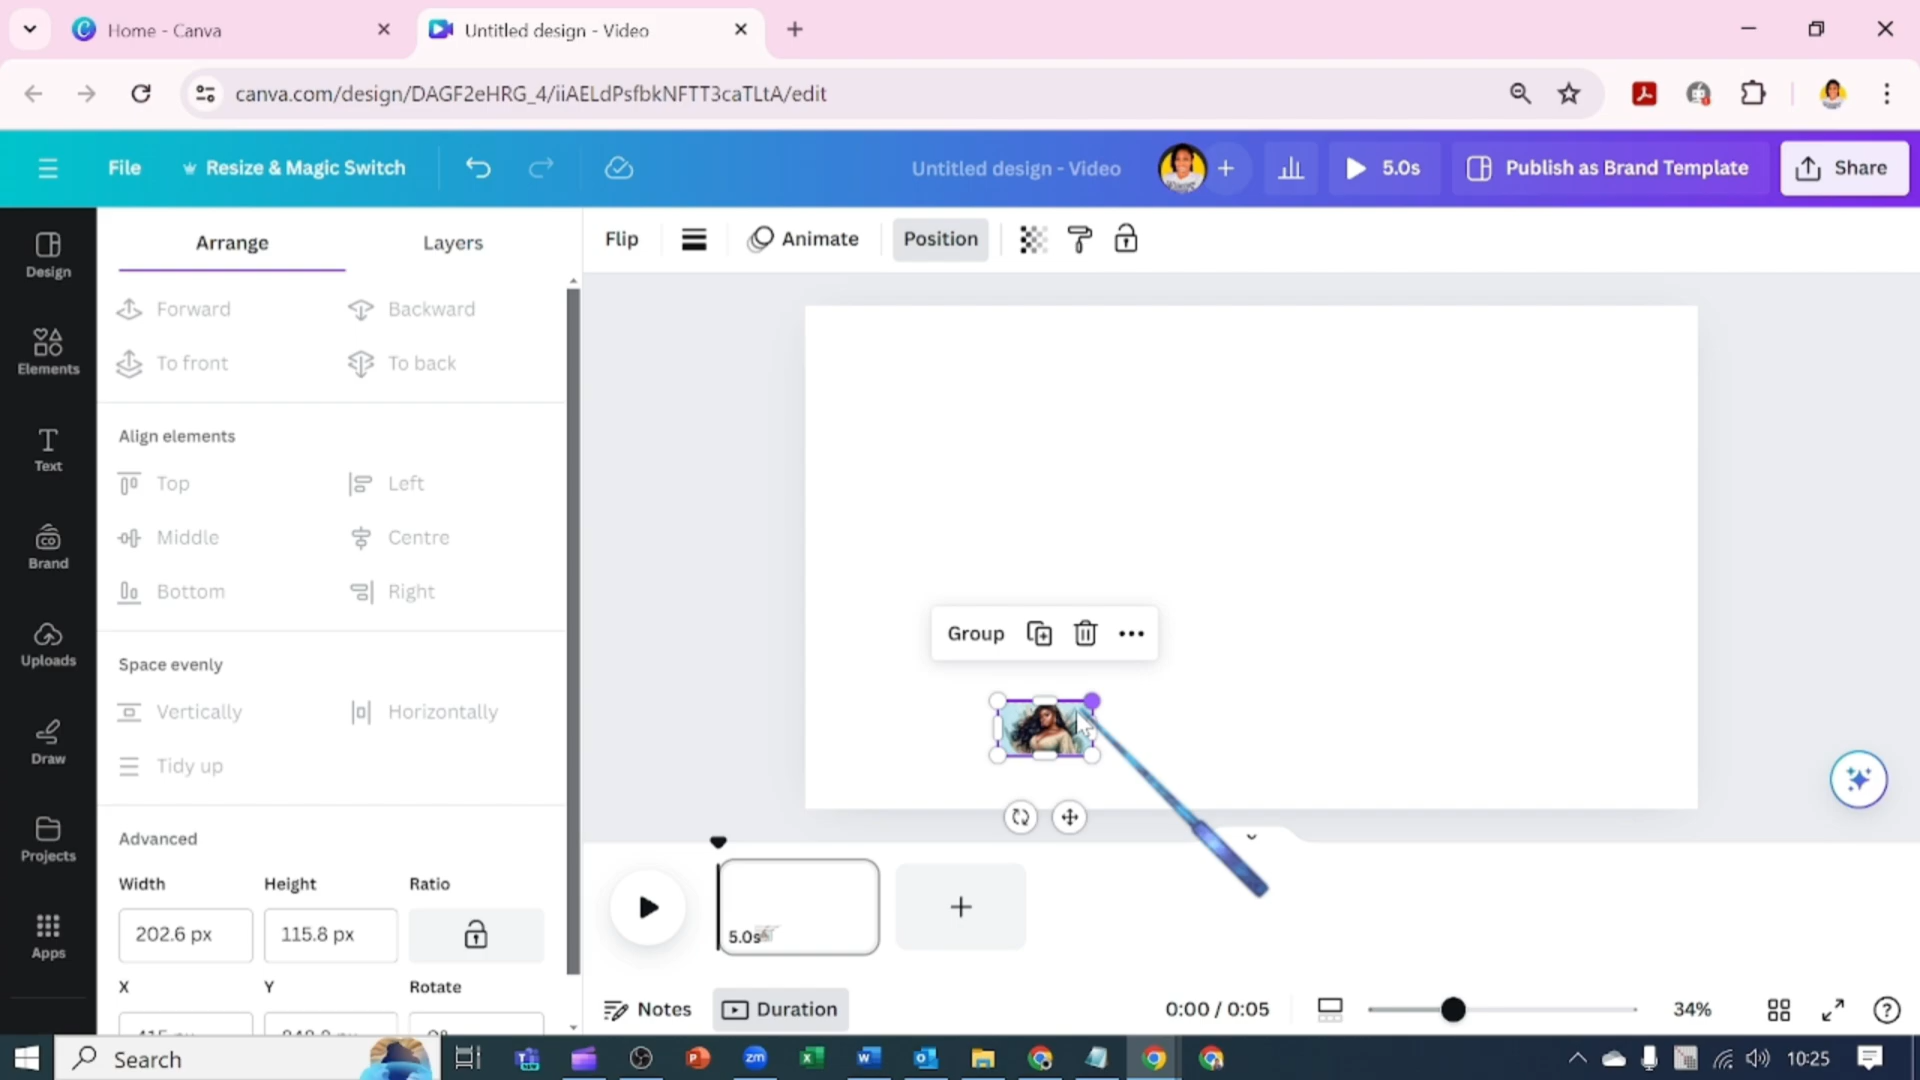 Home - Canva
Untitled design - Video
canva.com/design/DAGF2eHRG_4/iiAELdPsfbkNFTT3caTLtA/edit
File
Resize & Magic Switch
Untitled design - Video
5.0s
Publish as Brand Template
Share
Design
Elements
Text
Brand
Uploads
Draw
Projects
Apps
Arrange
Layers
Forward
Backward
To front
To back
Align elements
Top
Left
Middle
Centre
Bottom
Right
Space evenly
Vertically
Horizontally
Tidy up
Advanced
Width
Height
Ratio
202.6 px
115.8 px
X
Y
Rotate
Flip
Animate
Position
Group
5.0s
Notes
Duration
0:00 / 0:05
34%
Search
10:25